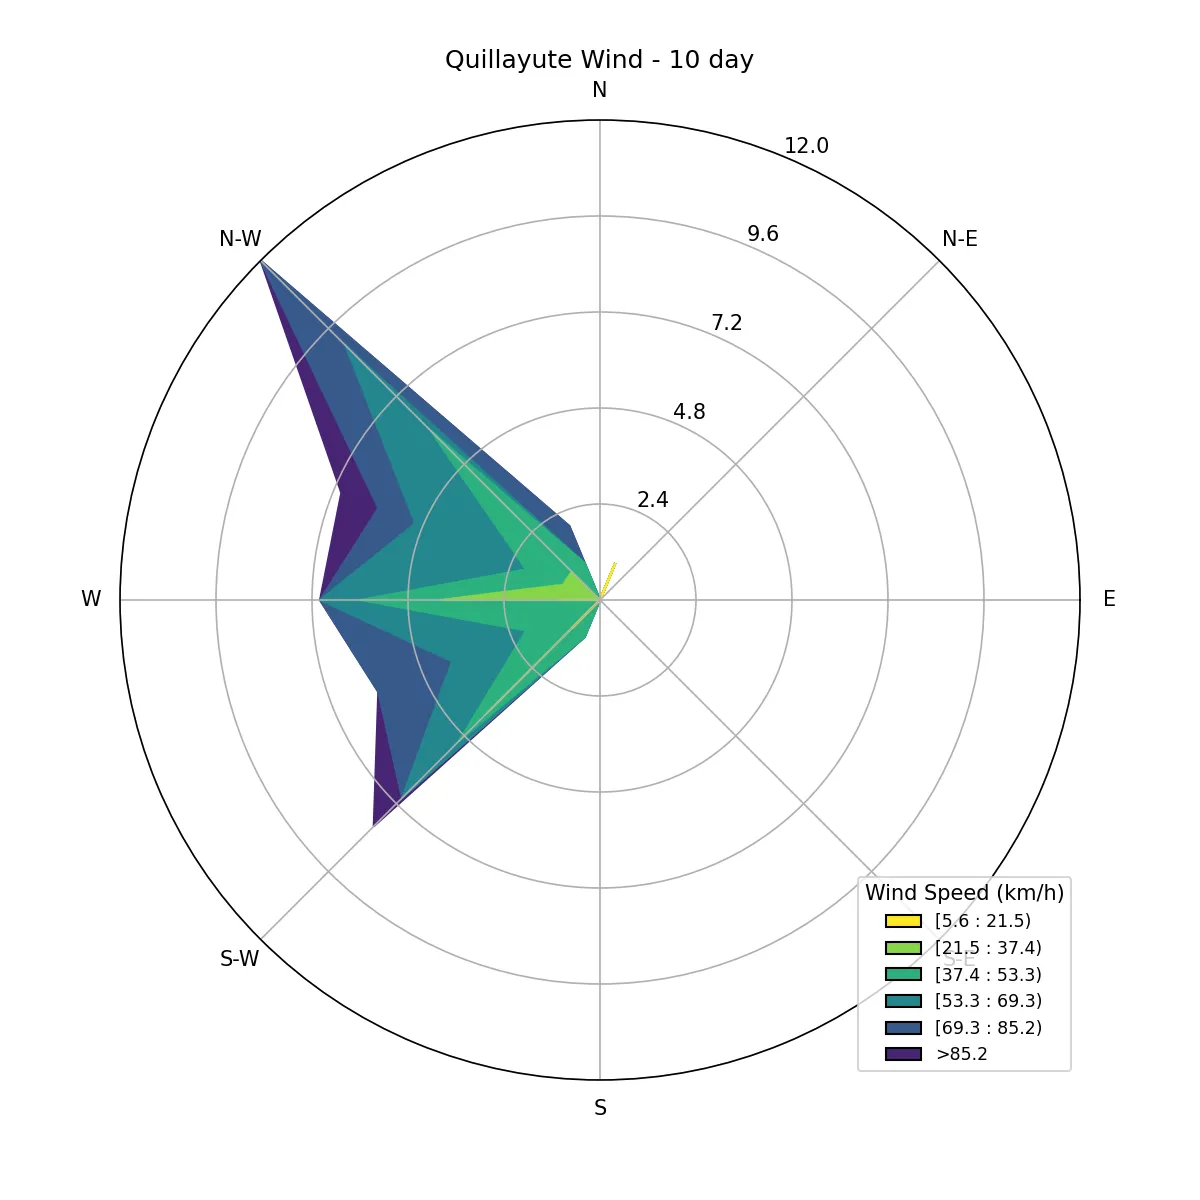 Quillayute Wind - 10 day
N
12.0
N-W
N-E
9.6
7.2
4.8
2.4
W
E
Wind Speed (km/h)
[5.6 : 21.5)
[21.5 : 37.4)
[37.4 : 53.3)
[53.3 : 69.3)
[69.3 : 85.2)
>85.2
S-W
S-E
S